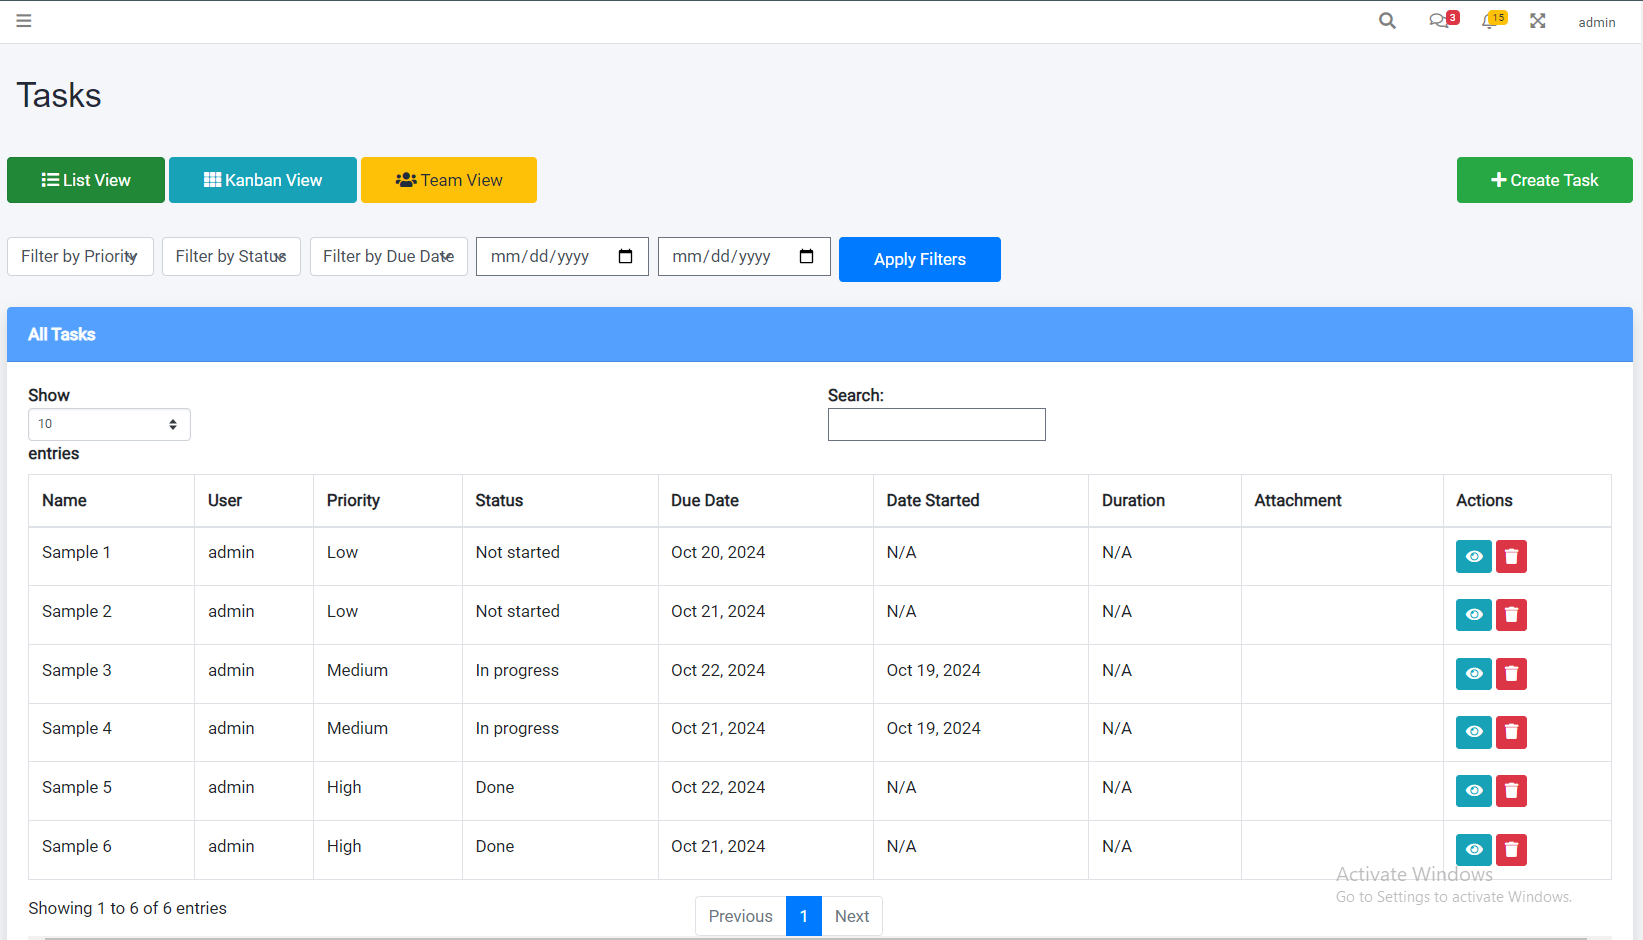 3 15 admin
Tasks
List View Kanban View Team View Create Task
Filter by Priority Filter by Status Filter by Due Date mm/dd/yyyy mm/dd/yyyy Apply Filters
All Tasks
Show Search:
10
entries
Name User Priority Status Due Date Date Started Duration Attachment Actions
Sample 1 admin Low Not started Oct 20, 2024 N/A N/A
Sample 2 admin Low Not started Oct 21, 2024 N/A N/A
Sample 3 admin Medium In progress Oct 22, 2024 Oct 19, 2024 N/A
Sample 4 admin Medium In progress Oct 21, 2024 Oct 19, 2024 N/A
Sample 5 admin High Done Oct 22, 2024 N/A N/A
Sample 6 admin High Done Oct 21, 2024 N/A N/A
Activate Windows
Go to Settings to activate Windows.
Showing 1 to 6 of 6 entries Previous 1 Next